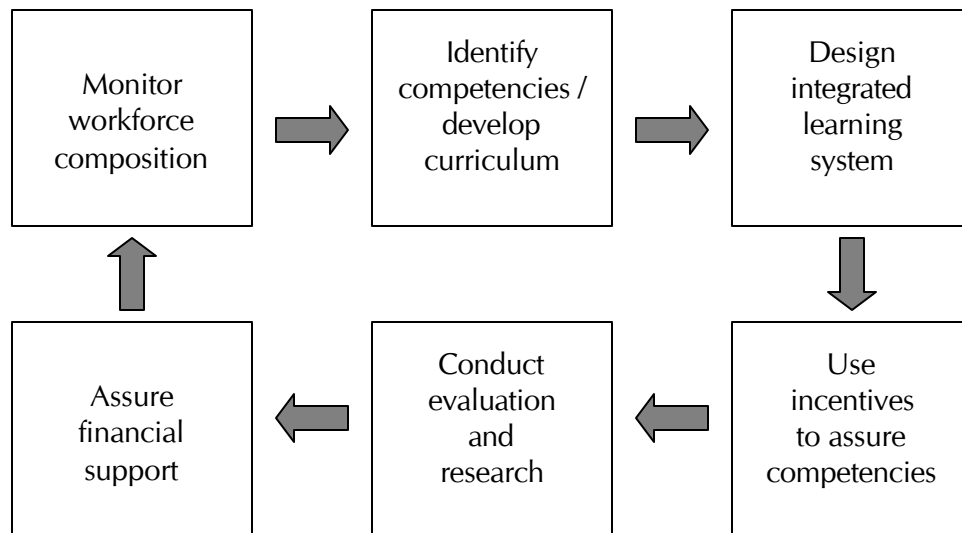 Monitor
workforce
composition
Identify
competencies /
develop
curriculum
Design
integrated
learning
system
Assure
financial
support
Conduct
evaluation
and
research
Use
incentives
to assure
competencies